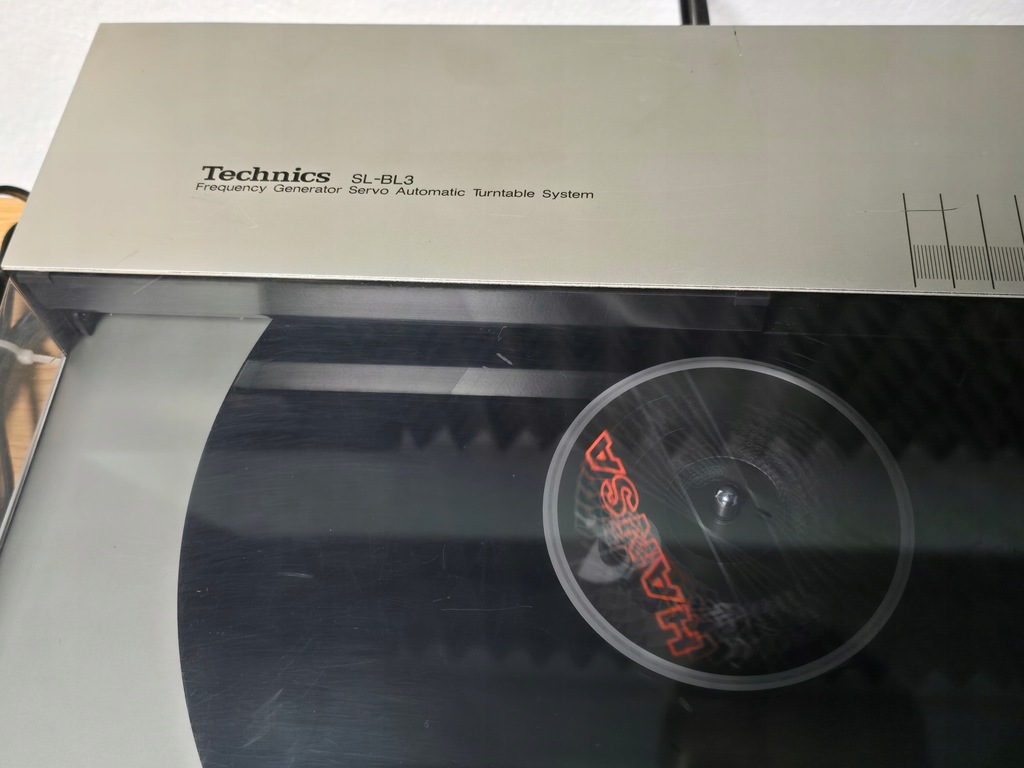 Technics SL-BL3
Frequency Generator Servo Automatic Turntable System
HANSA